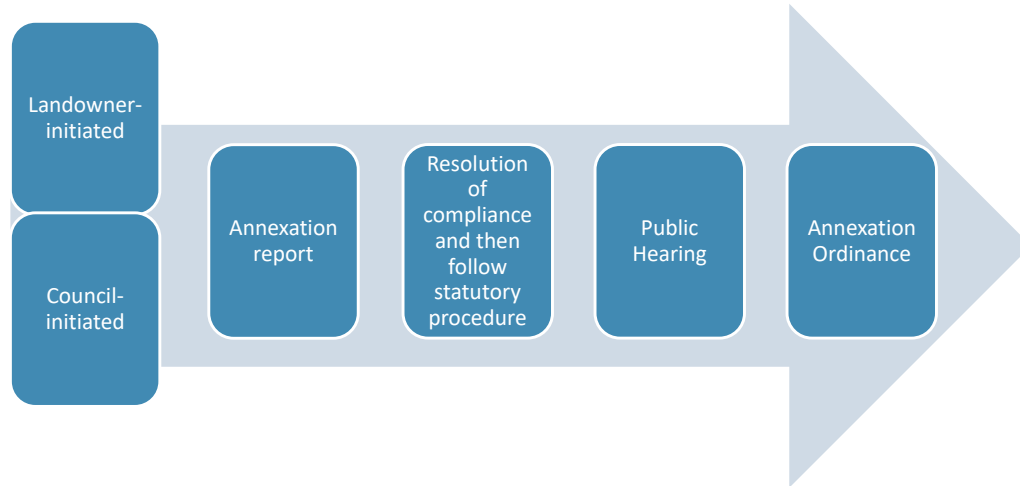 Landowner-
initiated
Council-
initiated
Annexation
report
Resolution
of
compliance
and then
follow
statutory
procedure
Public
Hearing
Annexation
Ordinance